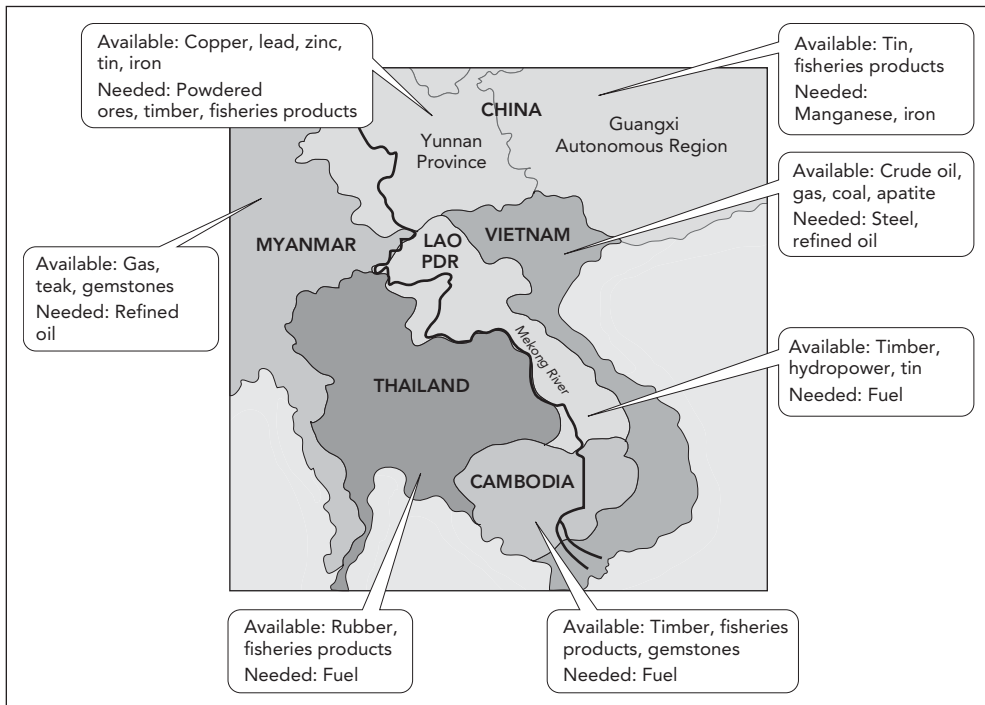 Available: Copper, lead, zinc,
tin, iron
Needed: Powdered
ores, timber, fisheries products
Available: Tin,
fisheries products
Needed:
Manganese, iron
CHINA
Yunnan
Province
Guangxi
Autonomous Region
Available: Crude oil,
gas, coal, apatite
Needed: Steel,
refined oil
MYANMAR
LAO
PDR
VIETNAM
Available: Gas,
teak, gemstones
Needed: Refined
oil
Mekong River
Available: Timber,
hydropower, tin
Needed: Fuel
THAILAND
CAMBODIA
Available: Rubber,
fisheries products
Needed: Fuel
Available: Timber, fisheries
products, gemstones
Needed: Fuel